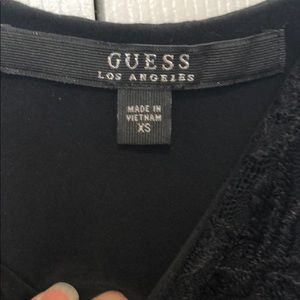 GUESS
LOS ANGELES
MADE IN
VIETNAM
XS